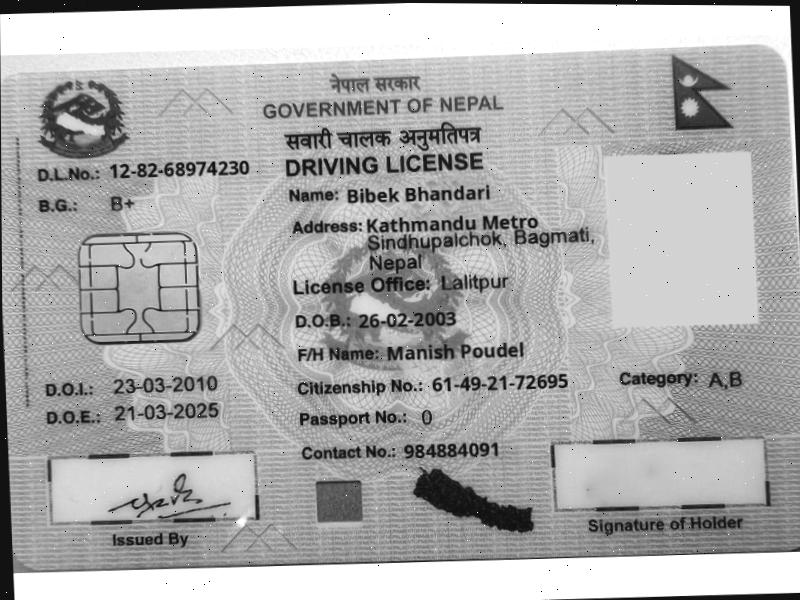 नेपाल सरकार
GOVERNMENT OF NEPAL
सवारी चालक अनुमतिपत्र
DRIVING LICENSE
D.L.No.: 12-82-68974230
B.G.: B+
Name: Bibek Bhandari
Address: Kathmandu Metro
Sindhupalchok, Bagmati,
Nepal
License Office: Lalitpur
D.O.B.: 26-02-2003
F/H Name: Manish Poudel
D.O.I.: 23-03-2010
Citizenship No.: 61-49-21-72695
Category: A,B
D.O.E.: 21-03-2025
Passport No.: 0
Contact No.: 984884091
Issued By
Signature of Holder